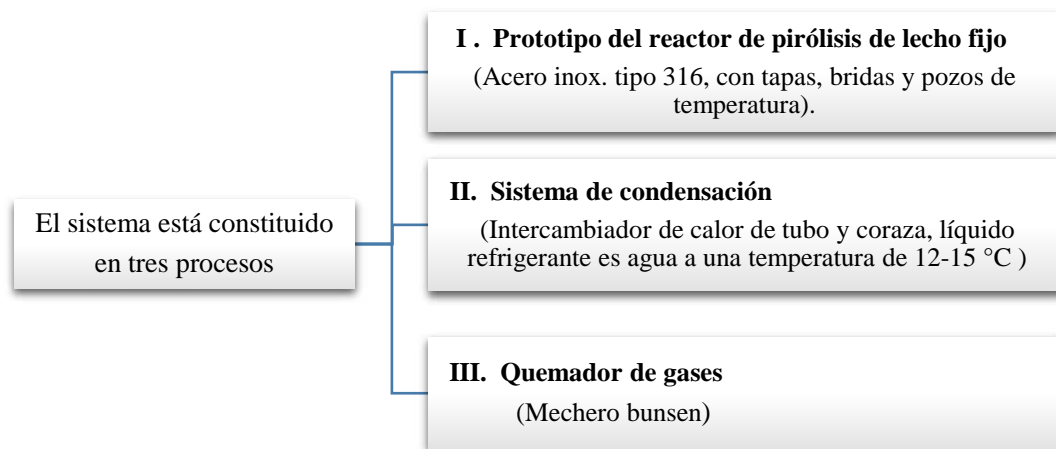 El sistema está constituido
en tres procesos
I . Prototipo del reactor de pirólisis de lecho fijo
(Acero inox. tipo 316, con tapas, bridas y pozos de
temperatura).
II. Sistema de condensación
(Intercambiador de calor de tubo y coraza, líquido
refrigerante es agua a una temperatura de 12-15 °C )
III. Quemador de gases
(Mechero bunsen)